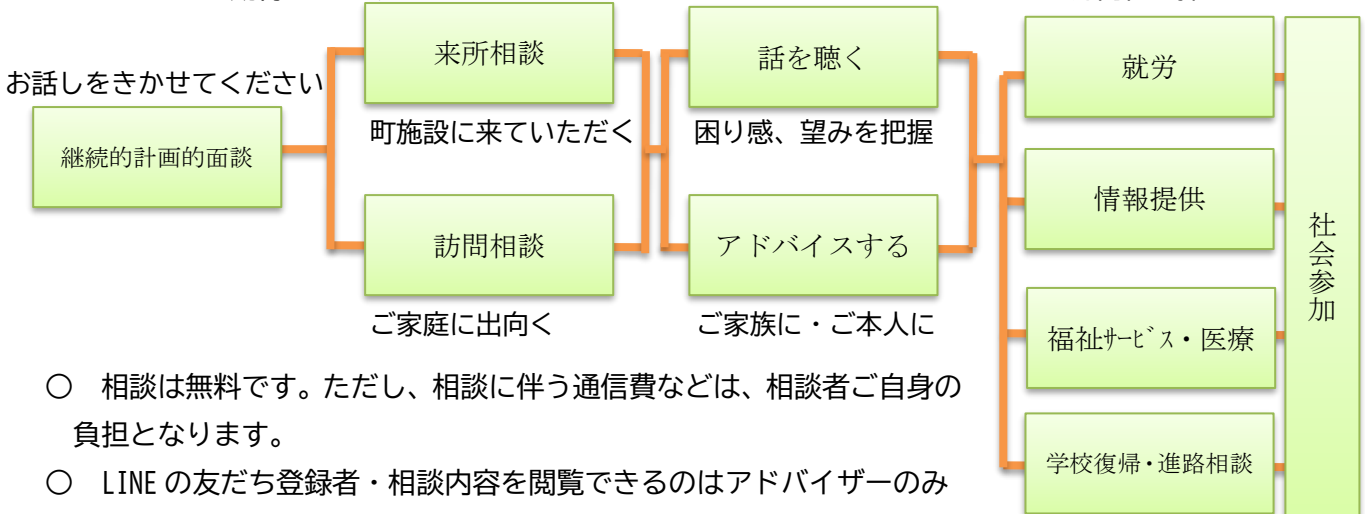 お話しをきかせてください
継続的計画的面談
来所相談
町施設に来ていただく
訪問相談
ご家庭に出向く
話を聴く
困り感、望みを把握
アドバイスする
ご家族に・ご本人に
就労
情報提供
福祉ｻｰﾋﾞｽ・医療
学校復帰・進路相談
社会参加
○ 相談は無料です。ただし、相談に伴う通信費などは、相談者ご自身の
負担となります。
○ LINEの友だち登録者・相談内容を閲覧できるのはアドバイザーのみ